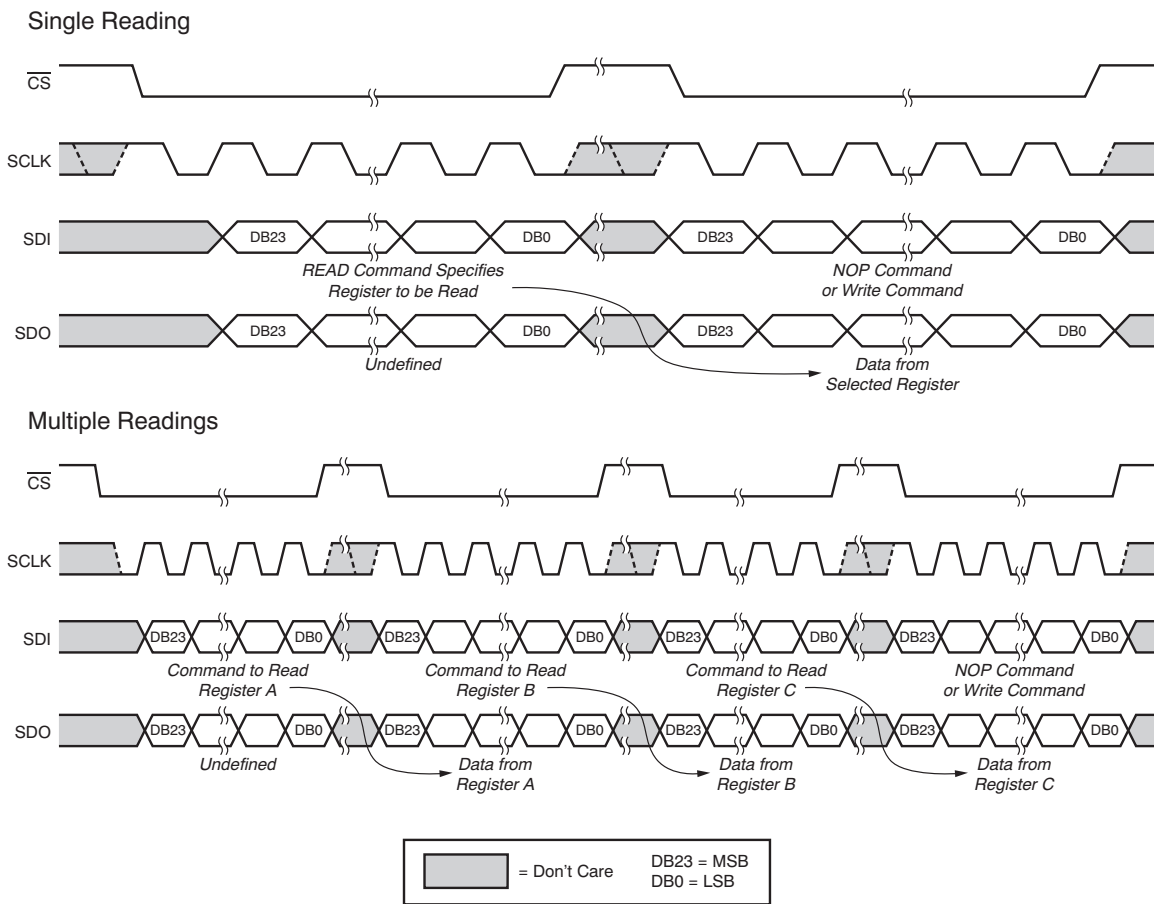 Single Reading
CS
SCLK
SDI
DB23
DB0
DB23
DB0
READ Command Specifies
Register to be Read
NOP Command
or Write Command
SDO
DB23
DB0
DB23
DB0
Undefined
Data from
Selected Register
Multiple Readings
CS
SCLK
SDI
DB23
DB0
DB23
DB0
DB23
DB0
DB23
DB0
Command to Read
Register A
Command to Read
Register B
Command to Read
Register C
NOP Command
or Write Command
SDO
DB23
DB0
DB23
DB0
DB23
DB0
DB23
DB0
Undefined
Data from
Register A
Data from
Register B
Data from
Register C
= Don't Care
DB23 = MSB
DB0 = LSB